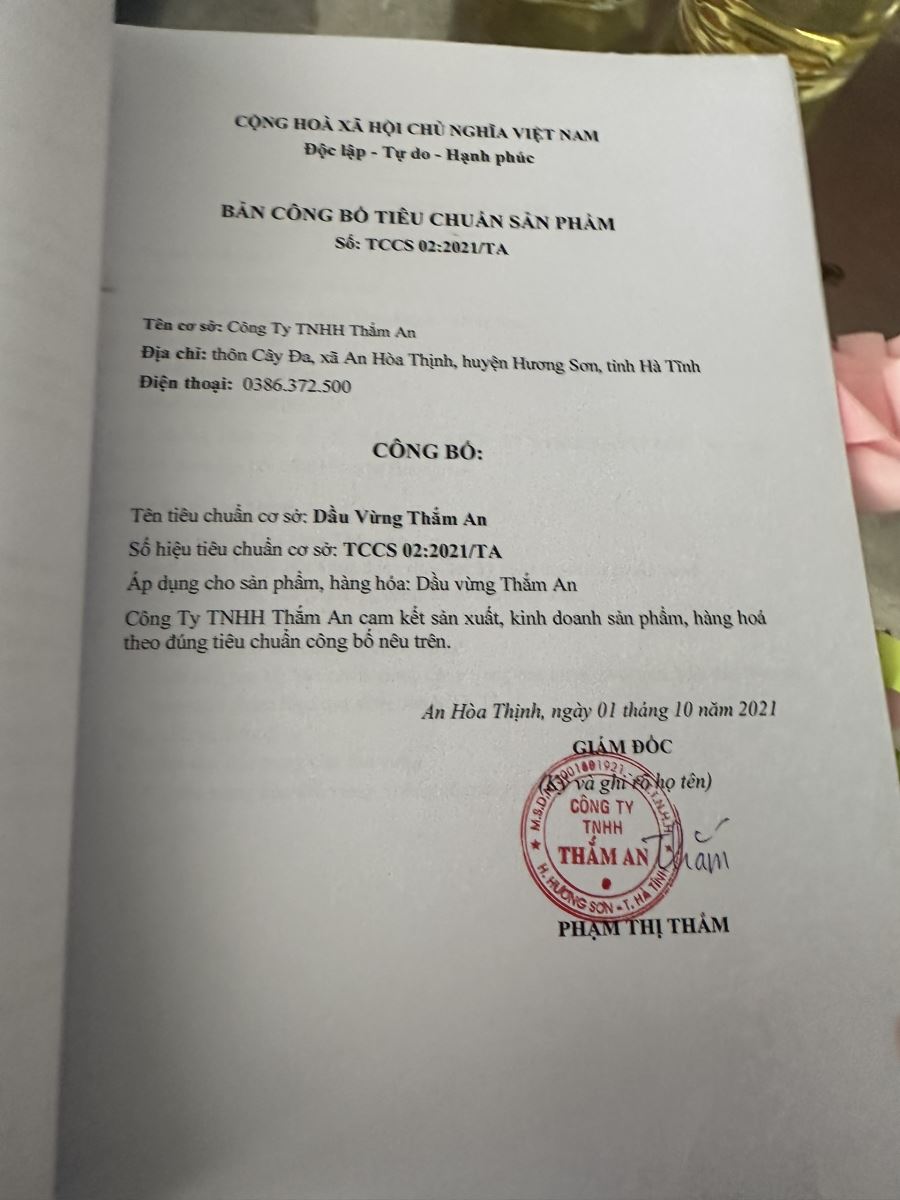 CỘNG HOÀ XÃ HỘI CHỦ NGHĨA VIỆT NAM
Độc lập - Tự do - Hạnh phúc
BẢN CÔNG BỐ TIÊU CHUẨN SẢN PHẨM
Số: TCCS 02:2021/TA
Tên cơ sở: Công Ty TNHH Thắm An
Địa chỉ: thôn Cây Đa, xã An Hòa Thịnh, huyện Hương Sơn, tỉnh Hà Tĩnh
Điện thoại: 0386.372.500
CÔNG BỐ:
Tên tiêu chuẩn cơ sở: Dầu Vừng Thắm An
Số hiệu tiêu chuẩn cơ sở: TCCS 02:2021/TA
Áp dụng cho sản phẩm, hàng hóa: Dầu vừng Thắm An
Công Ty TNHH Thắm An cam kết sản xuất, kinh doanh sản phẩm, hàng hoá
theo đúng tiêu chuẩn công bố nêu trên.
An Hòa Thịnh, ngày 01 tháng 10 năm 2021
GIÁM ĐỐC
(Ký và ghi rõ họ tên)
CÔNG TY
TNHH
THẮM AN
H. HƯƠNG SƠN - T. HÀ TĨNH
Thắm
PHẠM THỊ THẮM